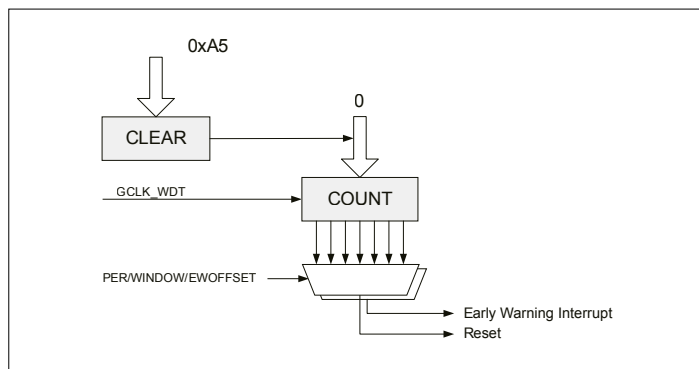 0xA5
0
CLEAR
GCLK_WDT
COUNT
PER/WINDOW/EWOFFSET
Early Warning Interrupt
Reset